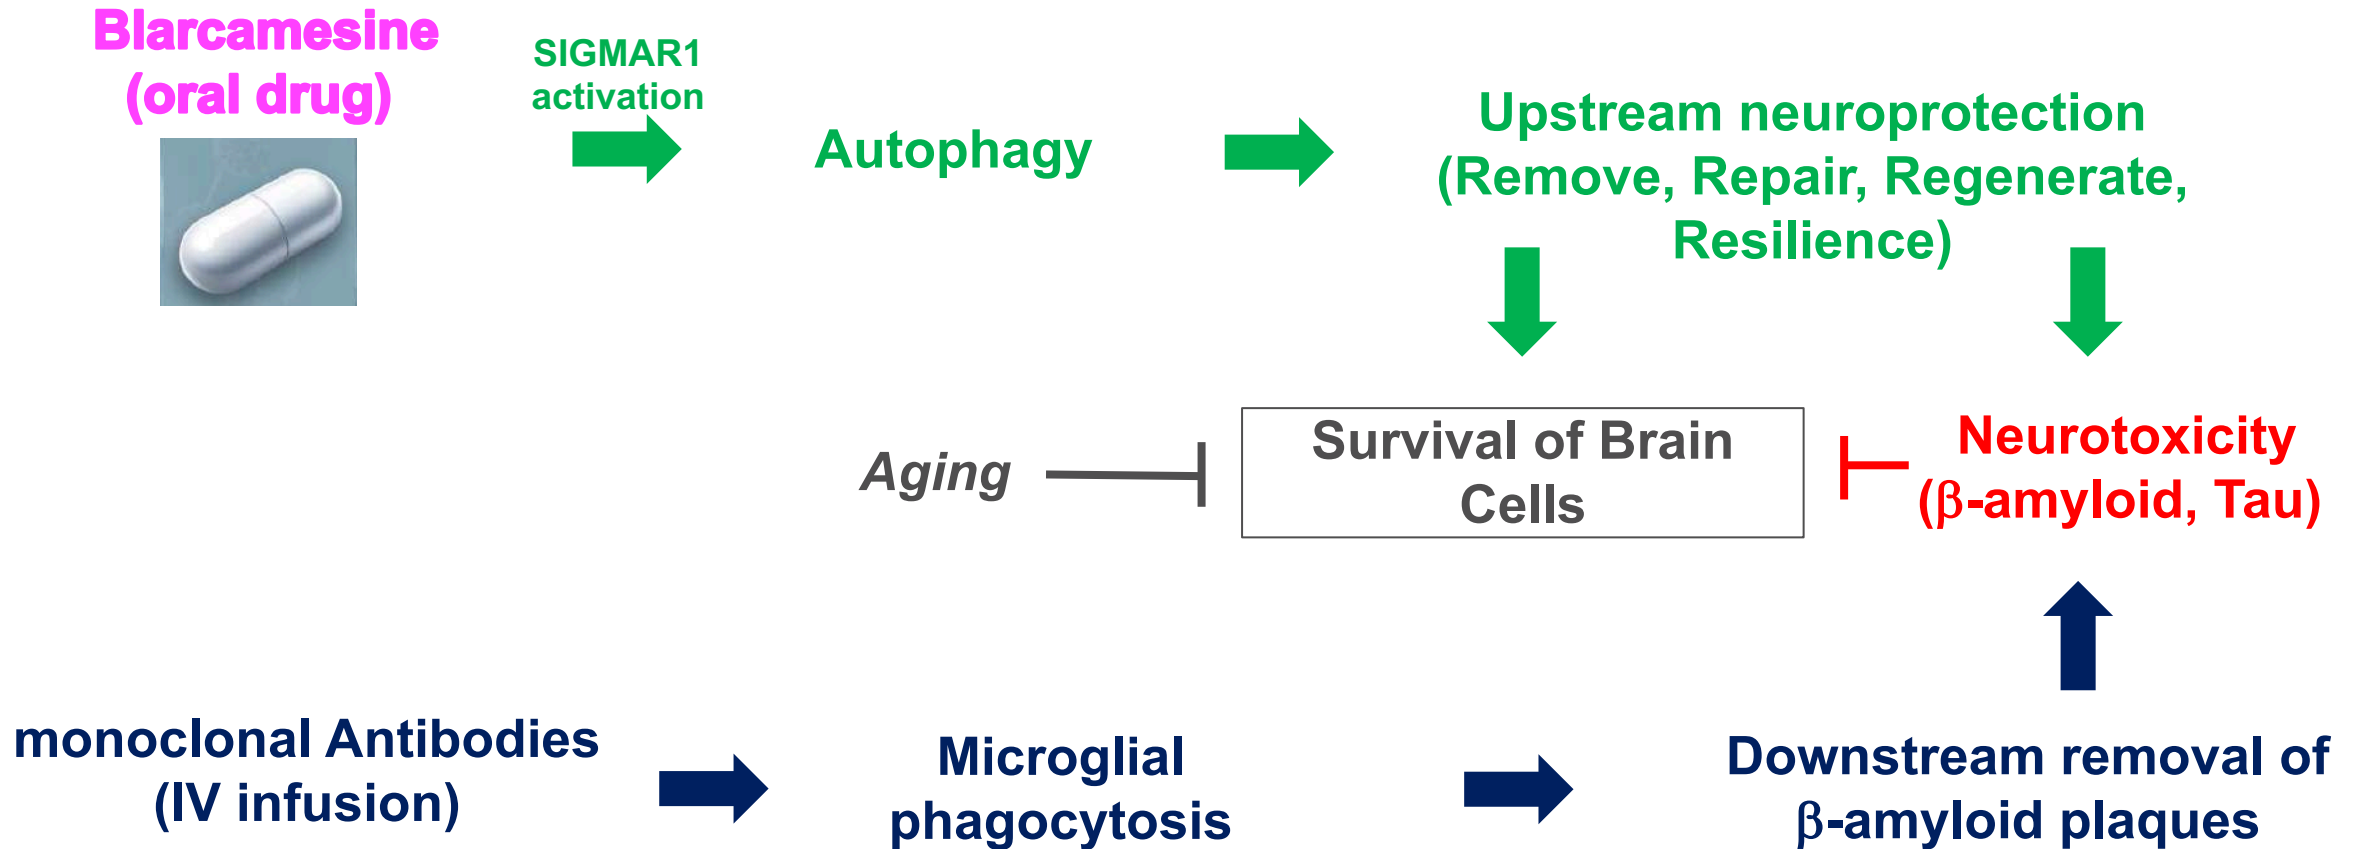 Blarcamesine
(oral drug)
SIGMAR1
activation
Autophagy
Upstream neuroprotection
(Remove, Repair, Regenerate,
Resilience)
Aging
Survival of Brain
Cells
Neurotoxicity
(β-amyloid, Tau)
monoclonal Antibodies
(IV infusion)
Microglial
phagocytosis
Downstream removal of
β-amyloid plaques